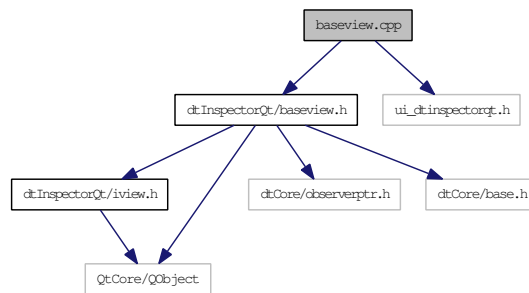 baseview.cpp
dtInspectorQt/baseview.h
ui_dtinspectorqt.h
dtInspectorQt/iview.h
dtCore/observerptr.h
dtCore/base.h
QtCore/QObject